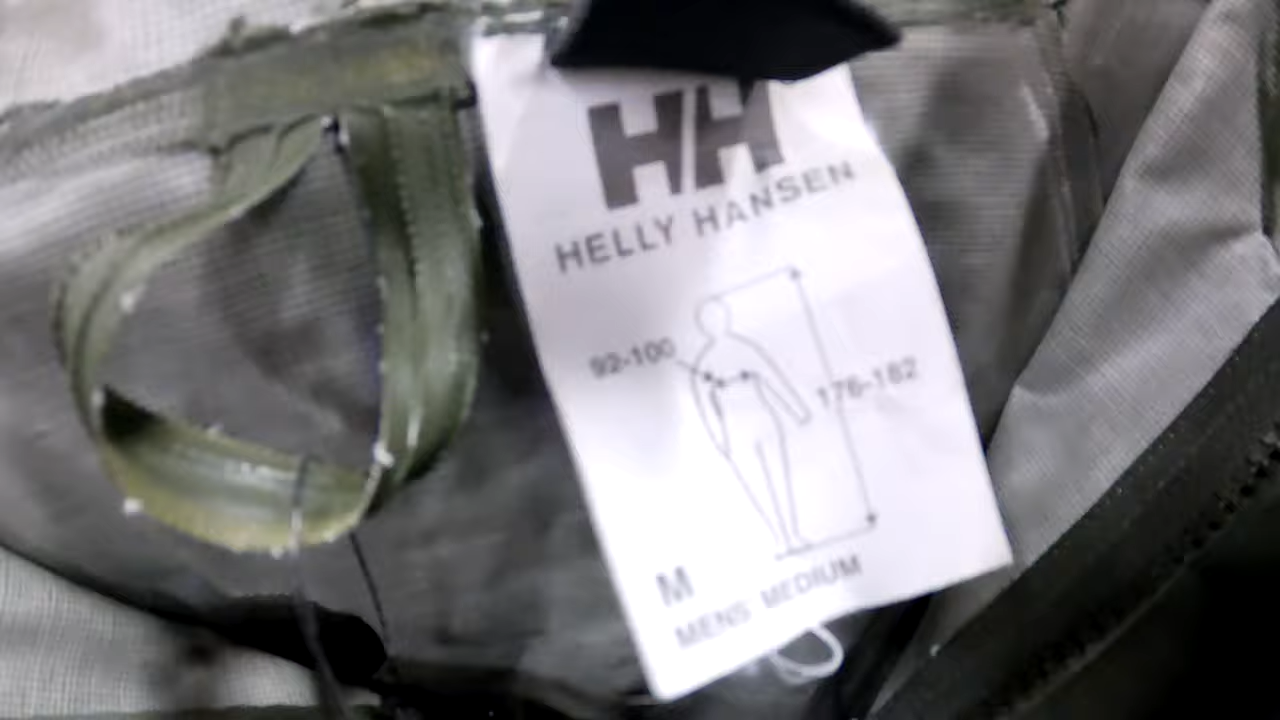 HH
HELLY HANSEN
92-100
176-182
M
MENS MEDIUM